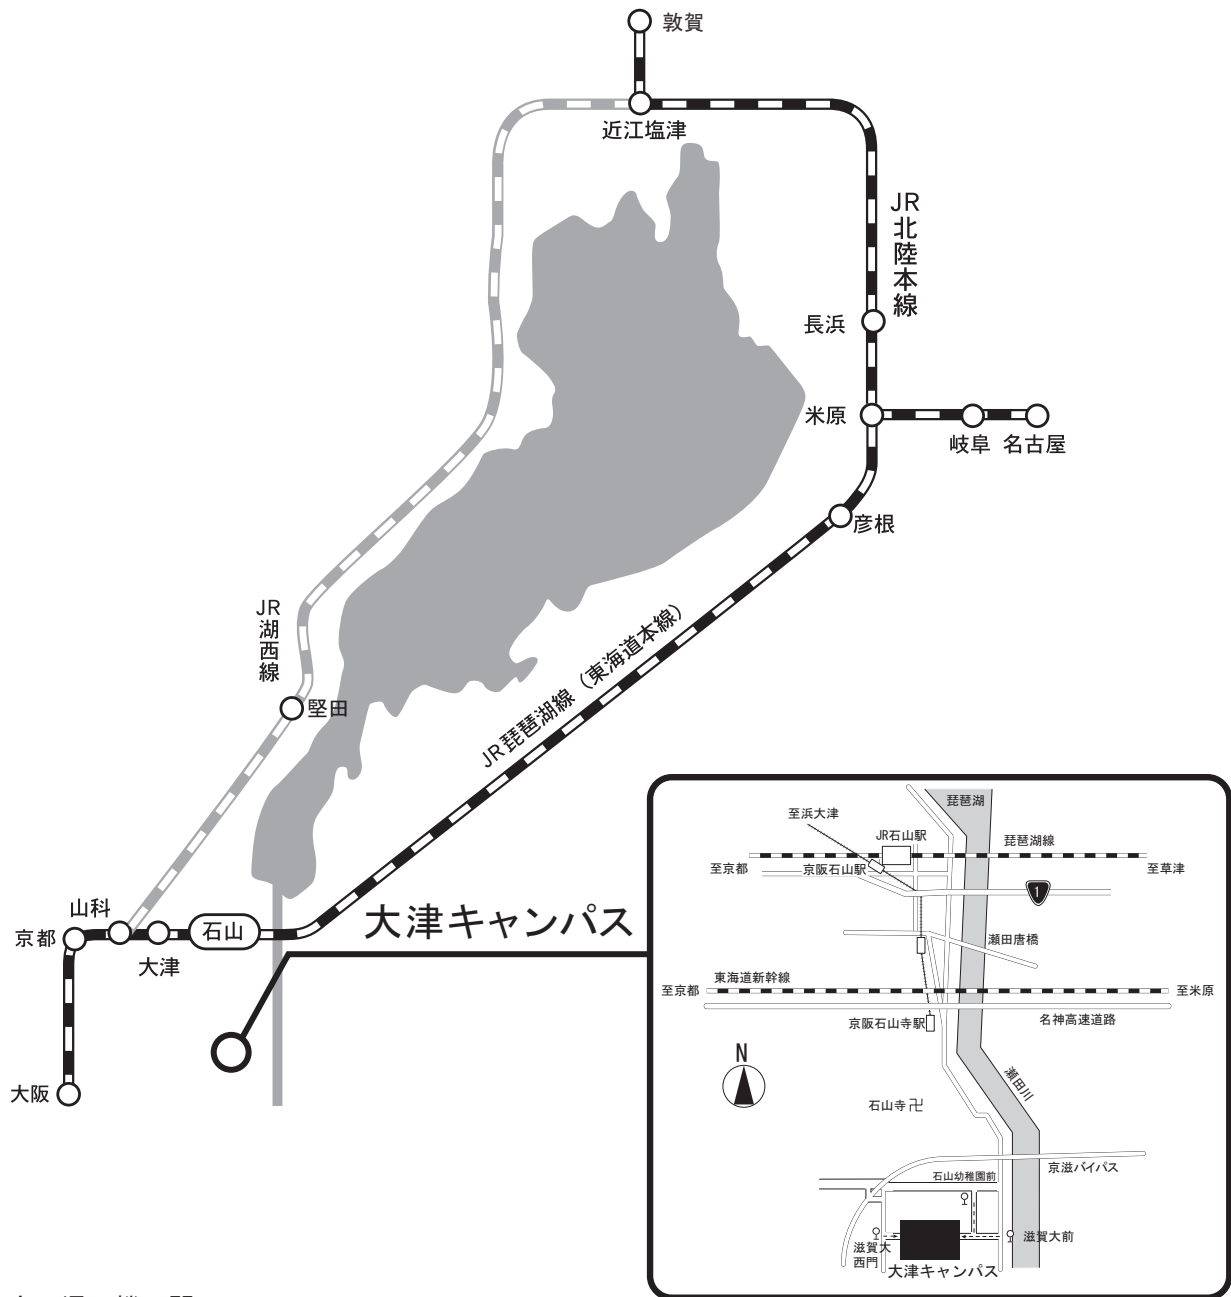 敦賀
近江塩津
JR北陸本線
長浜
米原
岐阜
名古屋
彦根
JR湖西線
堅田
JR琵琶湖線（東海道本線）
山科
京都
大津
石山
大阪
大津キャンパス
琵琶湖
至浜大津
JR石山駅
琵琶湖線
至京都
京阪石山駅
至草津
1
瀬田唐橋
東海道新幹線
至京都
至米原
名神高速道路
京阪石山寺駅
N
瀬田川
石山寺卍
京滋バイパス
石山幼稚園前
滋賀大前
滋賀大
西門
大津キャンパス